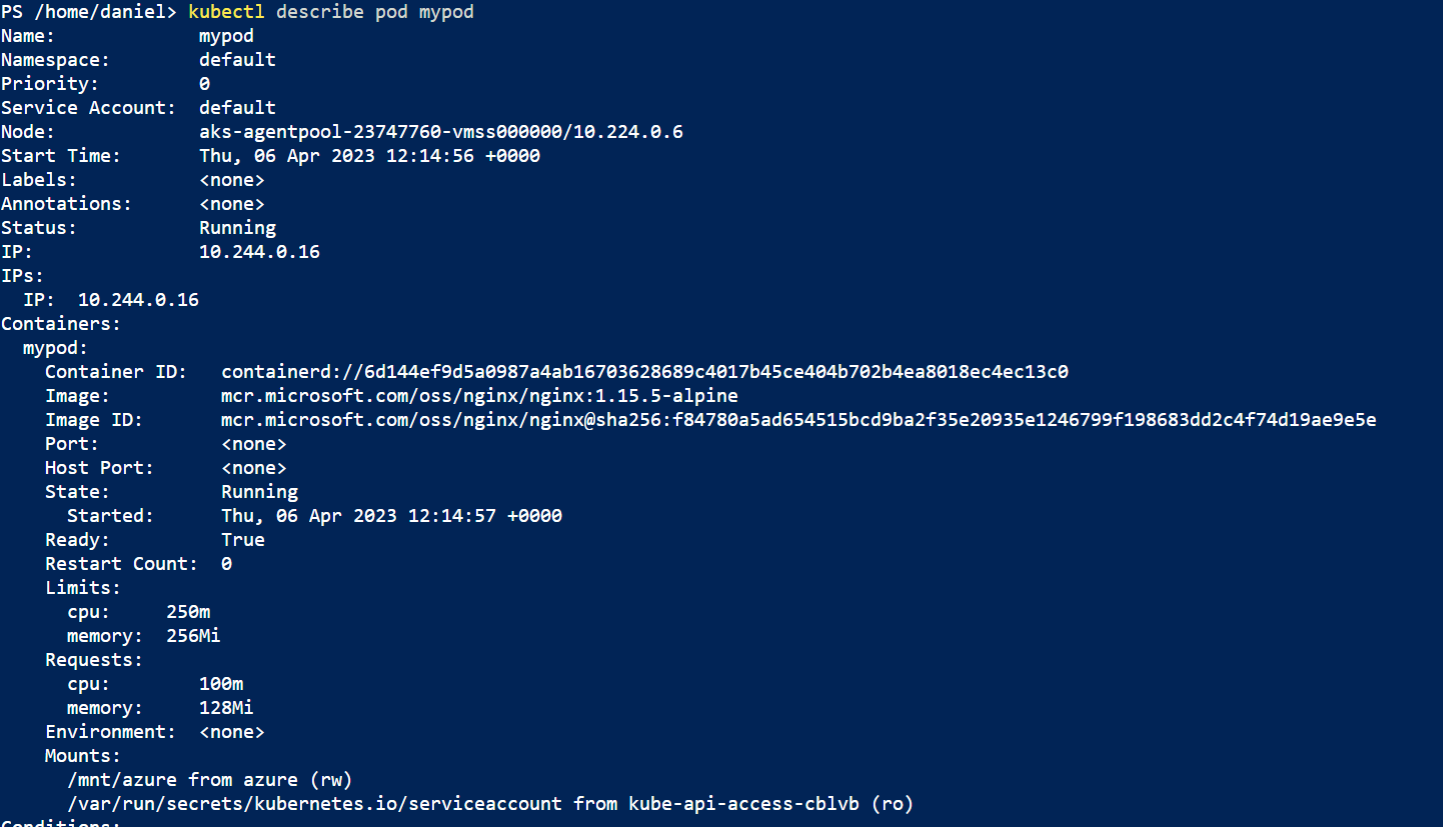 PS /home/daniel> kubectl describe pod mypod
Name:             mypod
Namespace:        default
Priority:         0
Service Account:  default
Node:             aks-agentpool-23747760-vmss000000/10.224.0.6
Start Time:       Thu, 06 Apr 2023 12:14:56 +0000
Labels:           <none>
Annotations:      <none>
Status:           Running
IP:               10.244.0.16
IPs:
  IP:  10.244.0.16
Containers:
  mypod:
    Container ID:   containerd://6d144ef9d5a0987a4ab16703628689c4017b45ce404b702b4ea8018ec4ec13c0
    Image:          mcr.microsoft.com/oss/nginx/nginx:1.15.5-alpine
    Image ID:       mcr.microsoft.com/oss/nginx/nginx@sha256:f84780a5ad654515bcd9ba2f35e20935e1246799f198683dd2c4f74d19ae9e5e
    Port:           <none>
    Host Port:      <none>
    State:          Running
      Started:      Thu, 06 Apr 2023 12:14:57 +0000
    Ready:          True
    Restart Count:  0
    Limits:
      cpu:     250m
      memory:  256Mi
    Requests:
      cpu:        100m
      memory:     128Mi
    Environment:  <none>
    Mounts:
      /mnt/azure from azure (rw)
      /var/run/secrets/kubernetes.io/serviceaccount from kube-api-access-cblvb (ro)
Conditions: